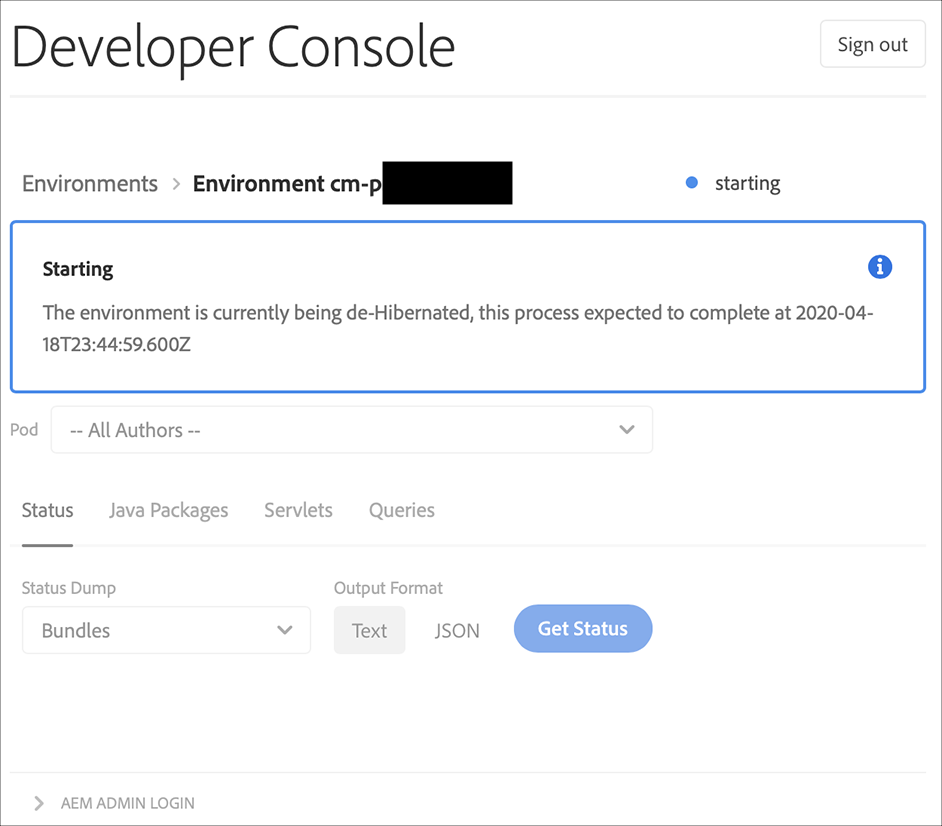 Developer Console
Sign out
Environments > Environment cm-p
starting
Starting
The environment is currently being de-Hibernated, this process expected to complete at 2020-04-
18T23:44:59.600Z
Pod
-- All Authors --
Status Java Packages Servlets Queries
Status Dump
Output Format
Bundles
Text JSON Get Status
AEM ADMIN LOGIN